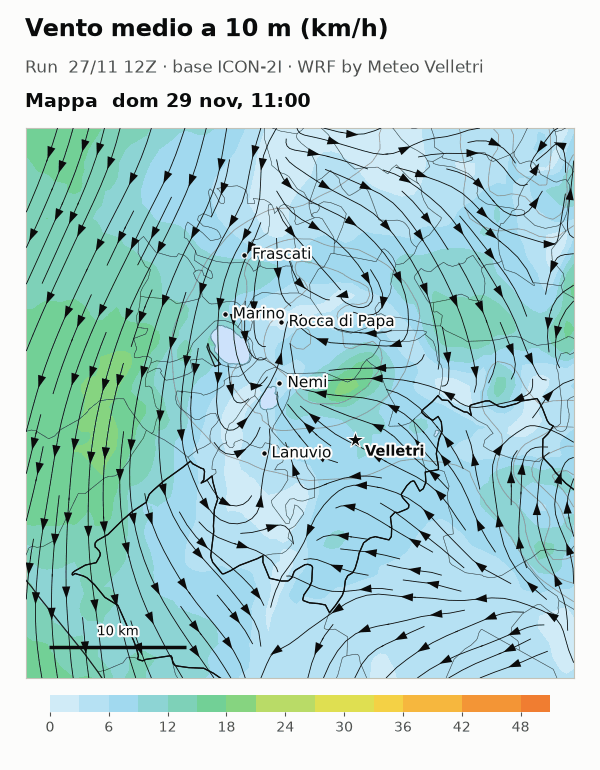 Vento medio a 10 m (km/h)
Run  27/11 12Z · base ICON-2I · WRF by Meteo Velletri
Mappa  dom 29 nov, 11:00
Frascati
Marino
Rocca di Papa
Nemi
Velletri
Lanuvio
10 km
0 6 12 18 24 30 36 42 48